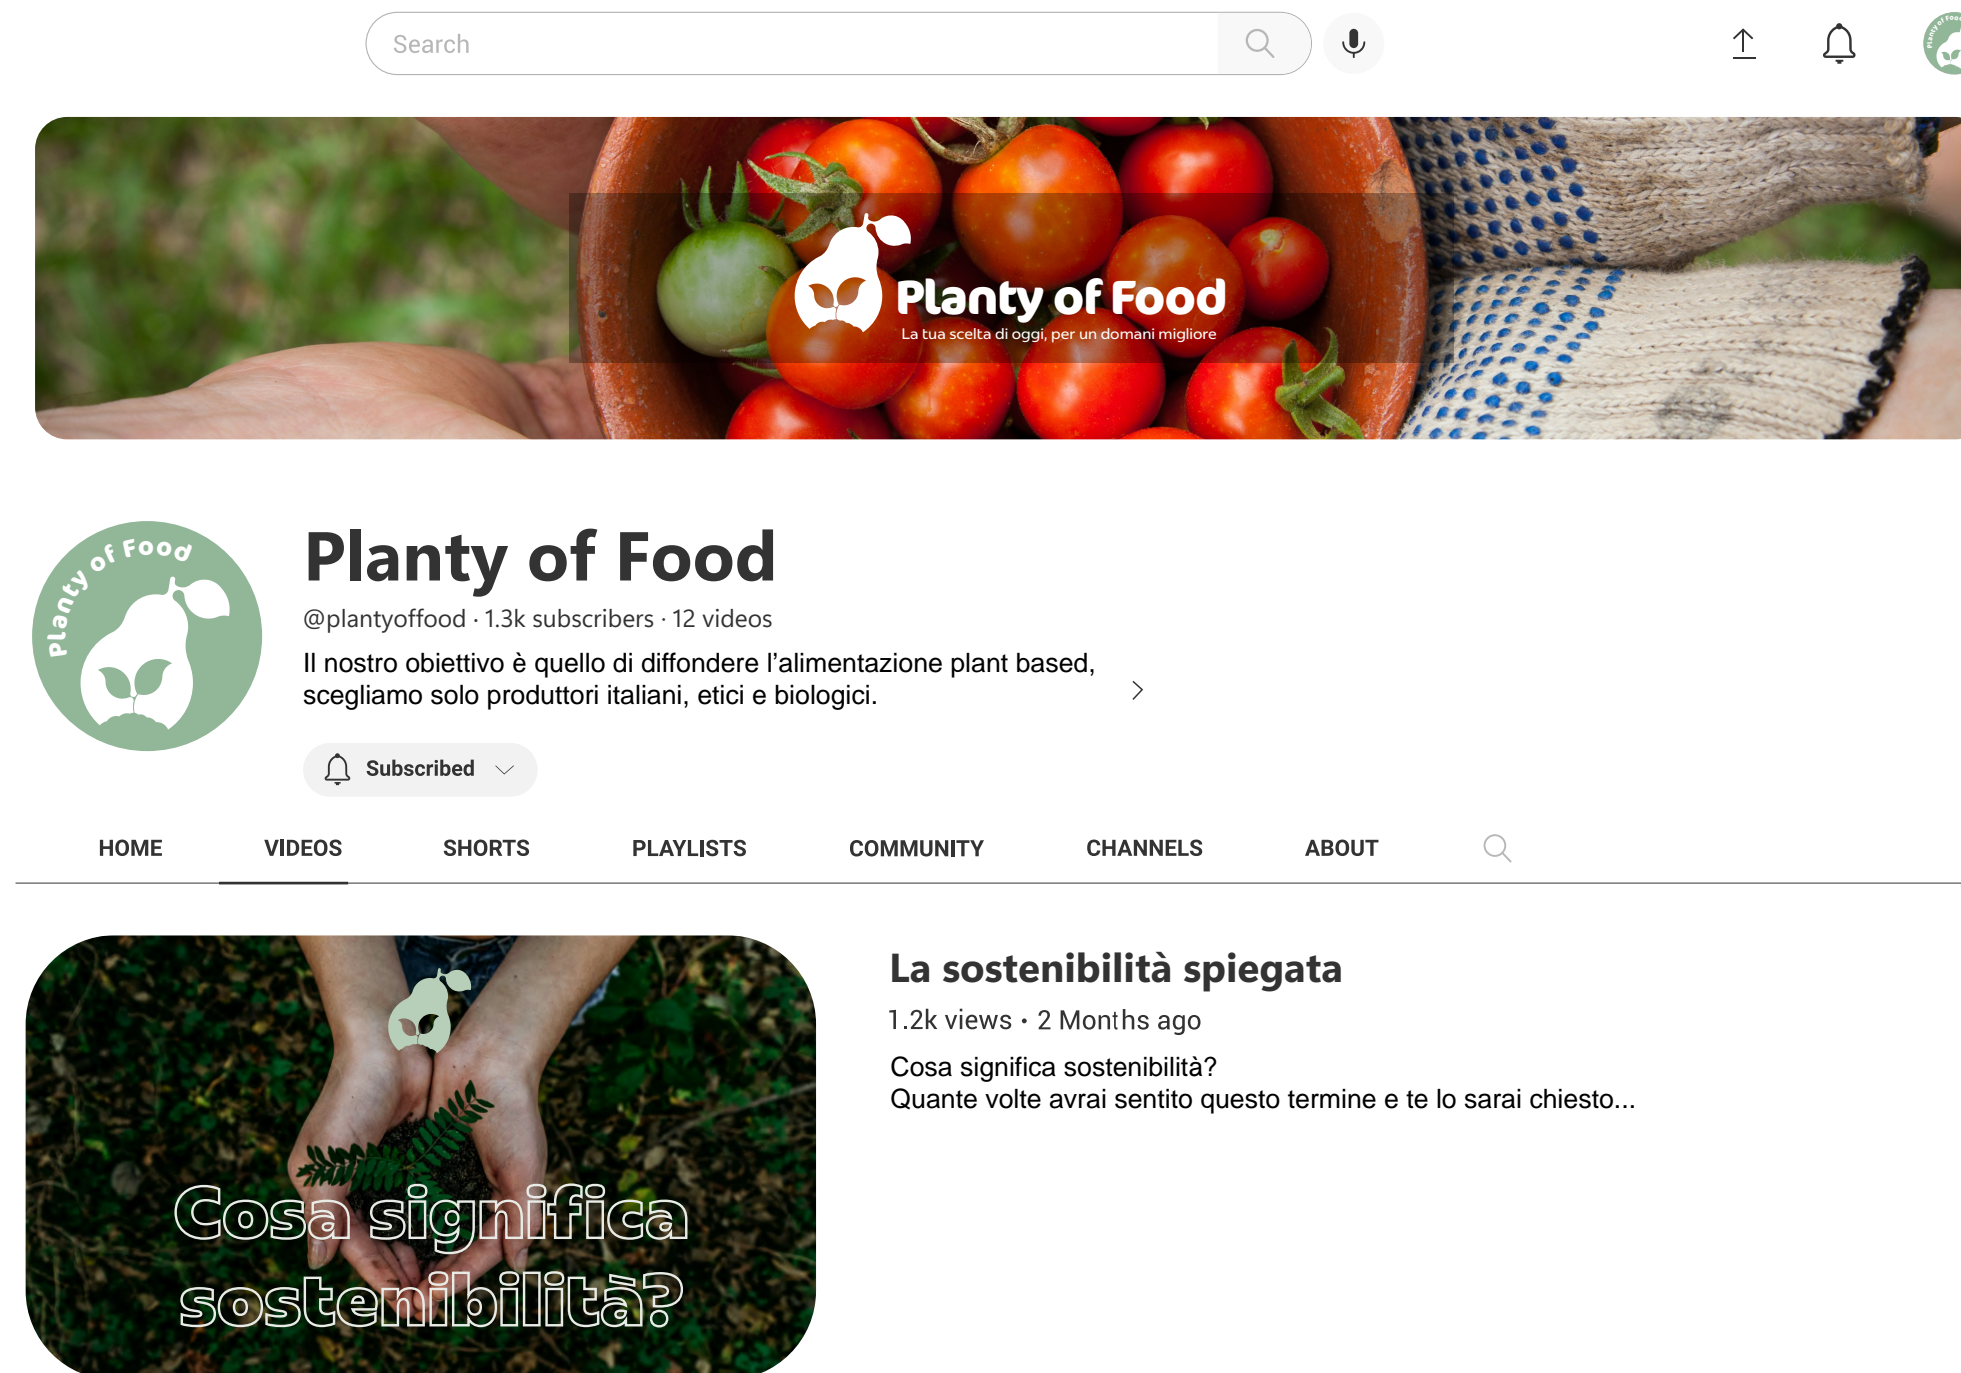 Search
Planty of Food
Planty of Food
La tua scelta di oggi, per un domani migliore
Planty of Food
Planty of Food
@plantyoffood · 1.3k subscribers · 12 videos
Il nostro obiettivo è quello di diffondere l’alimentazione plant based,
scegliamo solo produttori italiani, etici e biologici.
Subscribed
HOME VIDEOS SHORTS PLAYLISTS COMMUNITY CHANNELS ABOUT
La sostenibilità spiegata
1.2k views • 2 Months ago
Cosa significa sostenibilità?
Quante volte avrai sentito questo termine e te lo sarai chiesto...
Cosa significa
sostenibilità?